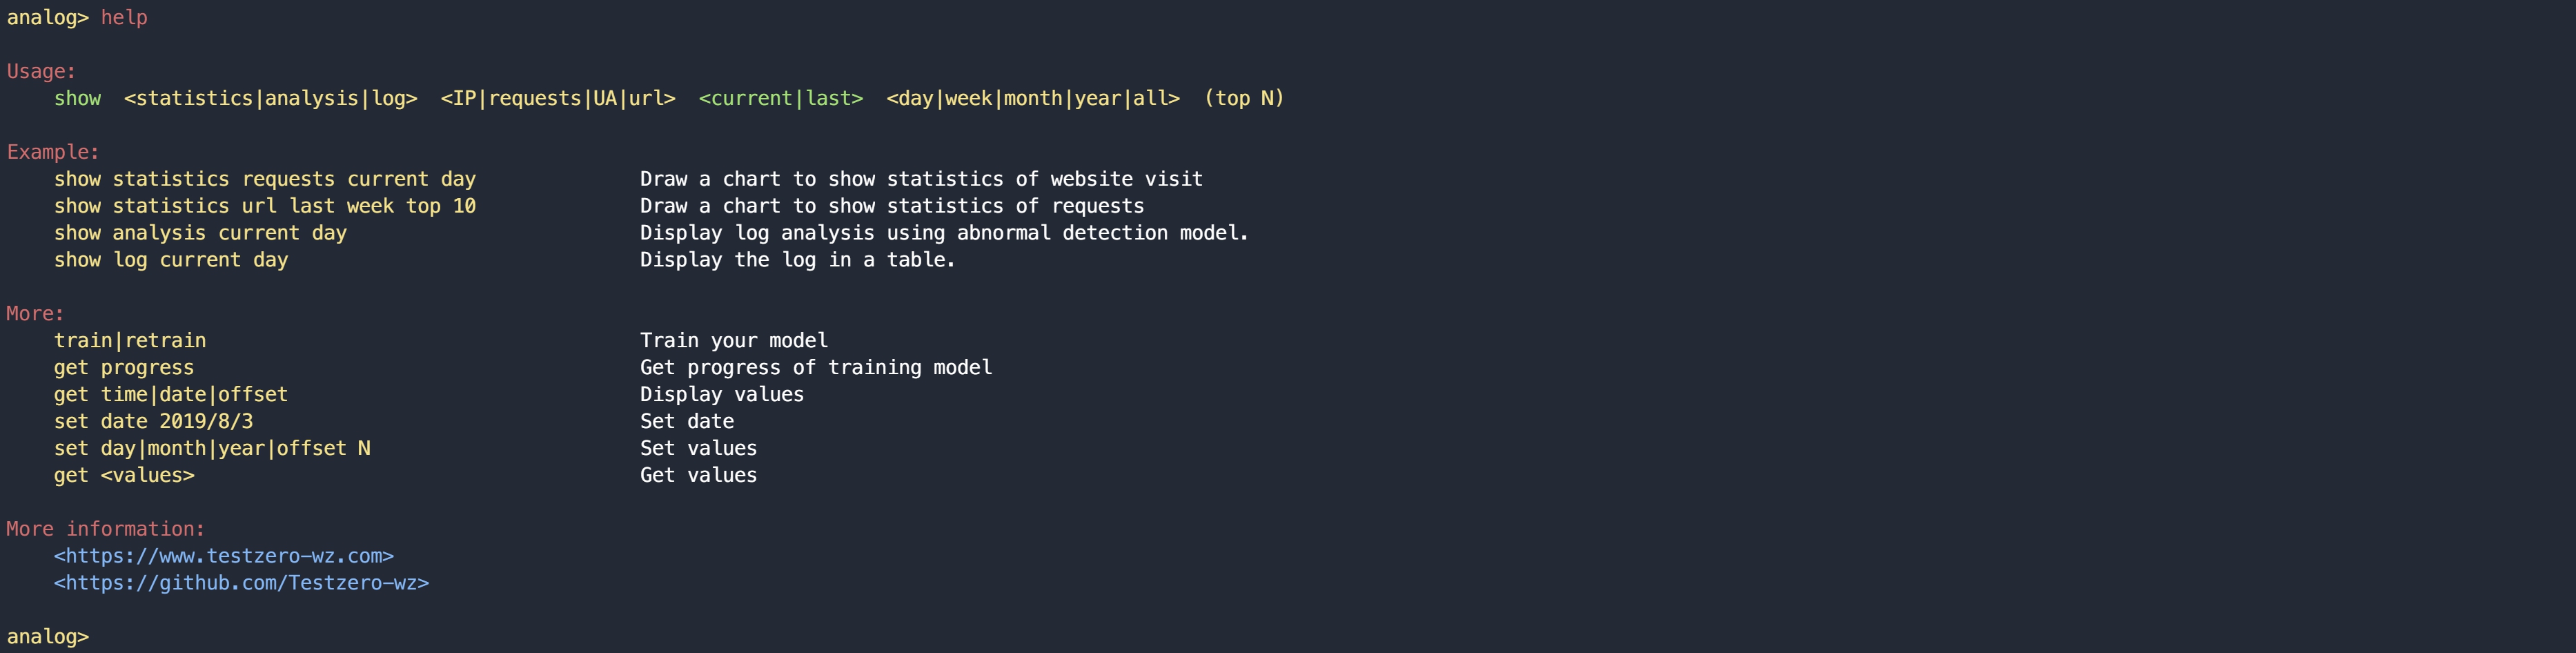 analog> help
Usage:
show  <statistics|analysis|log>  <IP|requests|UA|url>  <current|last>  <day|week|month|year|all>  (top N)
Example:
show statistics requests current day              Draw a chart to show statistics of website visit
show statistics url last week top 10              Draw a chart to show statistics of requests
show analysis current day                         Display log analysis using abnormal detection model.
show log current day                              Display the log in a table.
More:
train|retrain                                     Train your model
get progress                                      Get progress of training model
get time|date|offset                              Display values
set date 2019/8/3                                 Set date
set day|month|year|offset N                       Set values
get <values>                                      Get values
More information:
<https://www.testzero-wz.com>
<https://github.com/Testzero-wz>
analog>